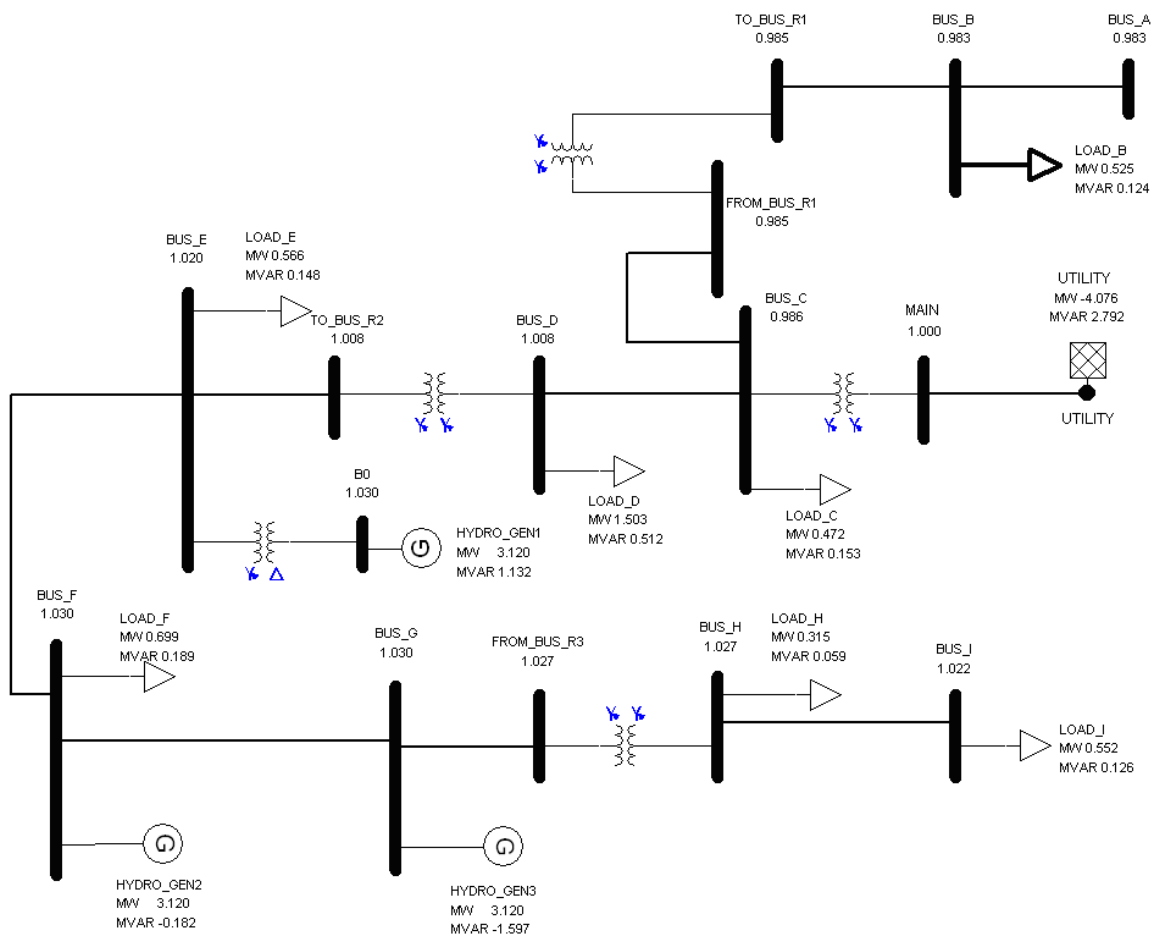 TO_BUS_R1
0.985
BUS_B
0.983
BUS_A
0.983
LOAD_B
MW 0.525
MVAR 0.124
FROM_BUS_R1
0.985
BUS_E
1.020
LOAD_E
MW 0.566
MVAR 0.148
TO_BUS_R2
1.008
BUS_D
1.008
BUS_C
0.986
MAIN
1.000
UTILITY
MW -4.076
MVAR 2.792
UTILITY
B0
1.030
HYDRO_GEN1
MW 3.120
MVAR 1.132
G
LOAD_D
MW 1.503
MVAR 0.512
LOAD_C
MW 0.472
MVAR 0.153
BUS_F
1.030
LOAD_F
MW 0.699
MVAR 0.189
BUS_G
1.030
FROM_BUS_R3
1.027
BUS_H
1.027
LOAD_H
MW 0.315
MVAR 0.059
BUS_I
1.022
LOAD_I
MW 0.552
MVAR 0.126
G
HYDRO_GEN2
MW 3.120
MVAR -0.182
G
HYDRO_GEN3
MW 3.120
MVAR -1.597